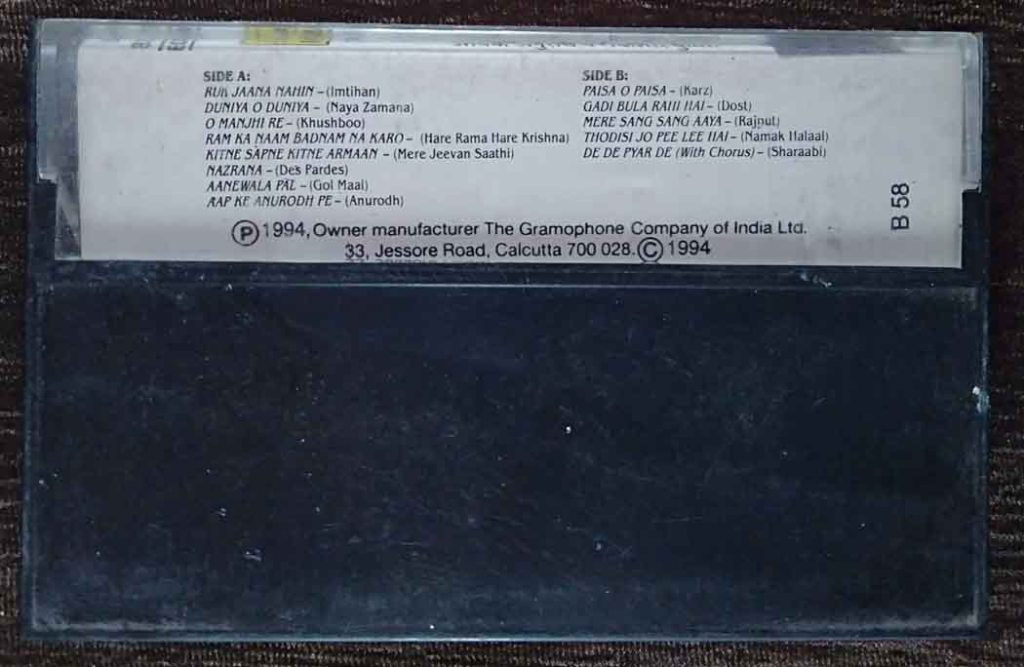 SIDE A:
RUK JAANA NAHIN – (Imtihan)
DUNIYA O DUNIYA – (Naya Zamana)
O MANJHI RE – (Khushboo)
RAM KA NAAM BADNAM NA KARO – (Hare Rama Hare Krishna)
KITNE SAPNE KITNE ARMAAN – (Mere Jeevan Saathi)
NAZRANA – (Des Pardes)
AANEWALA PAL – (Gol Maal)
AAP KE ANURODH PE – (Anurodh)
SIDE B:
PAISA O PAISA – (Karz)
GADI BULA RAHI HAI – (Dost)
MERE SANG SANG AAYA – (Rajput)
THODISI JO PEE LEE HAI – (Namak Halaal)
DE DE PYAR DE (With Chorus) – (Sharaabi)
B 58
Ⓟ 1994, Owner manufacturer The Gramophone Company of India Ltd.
33, Jessore Road, Calcutta 700 028. © 1994